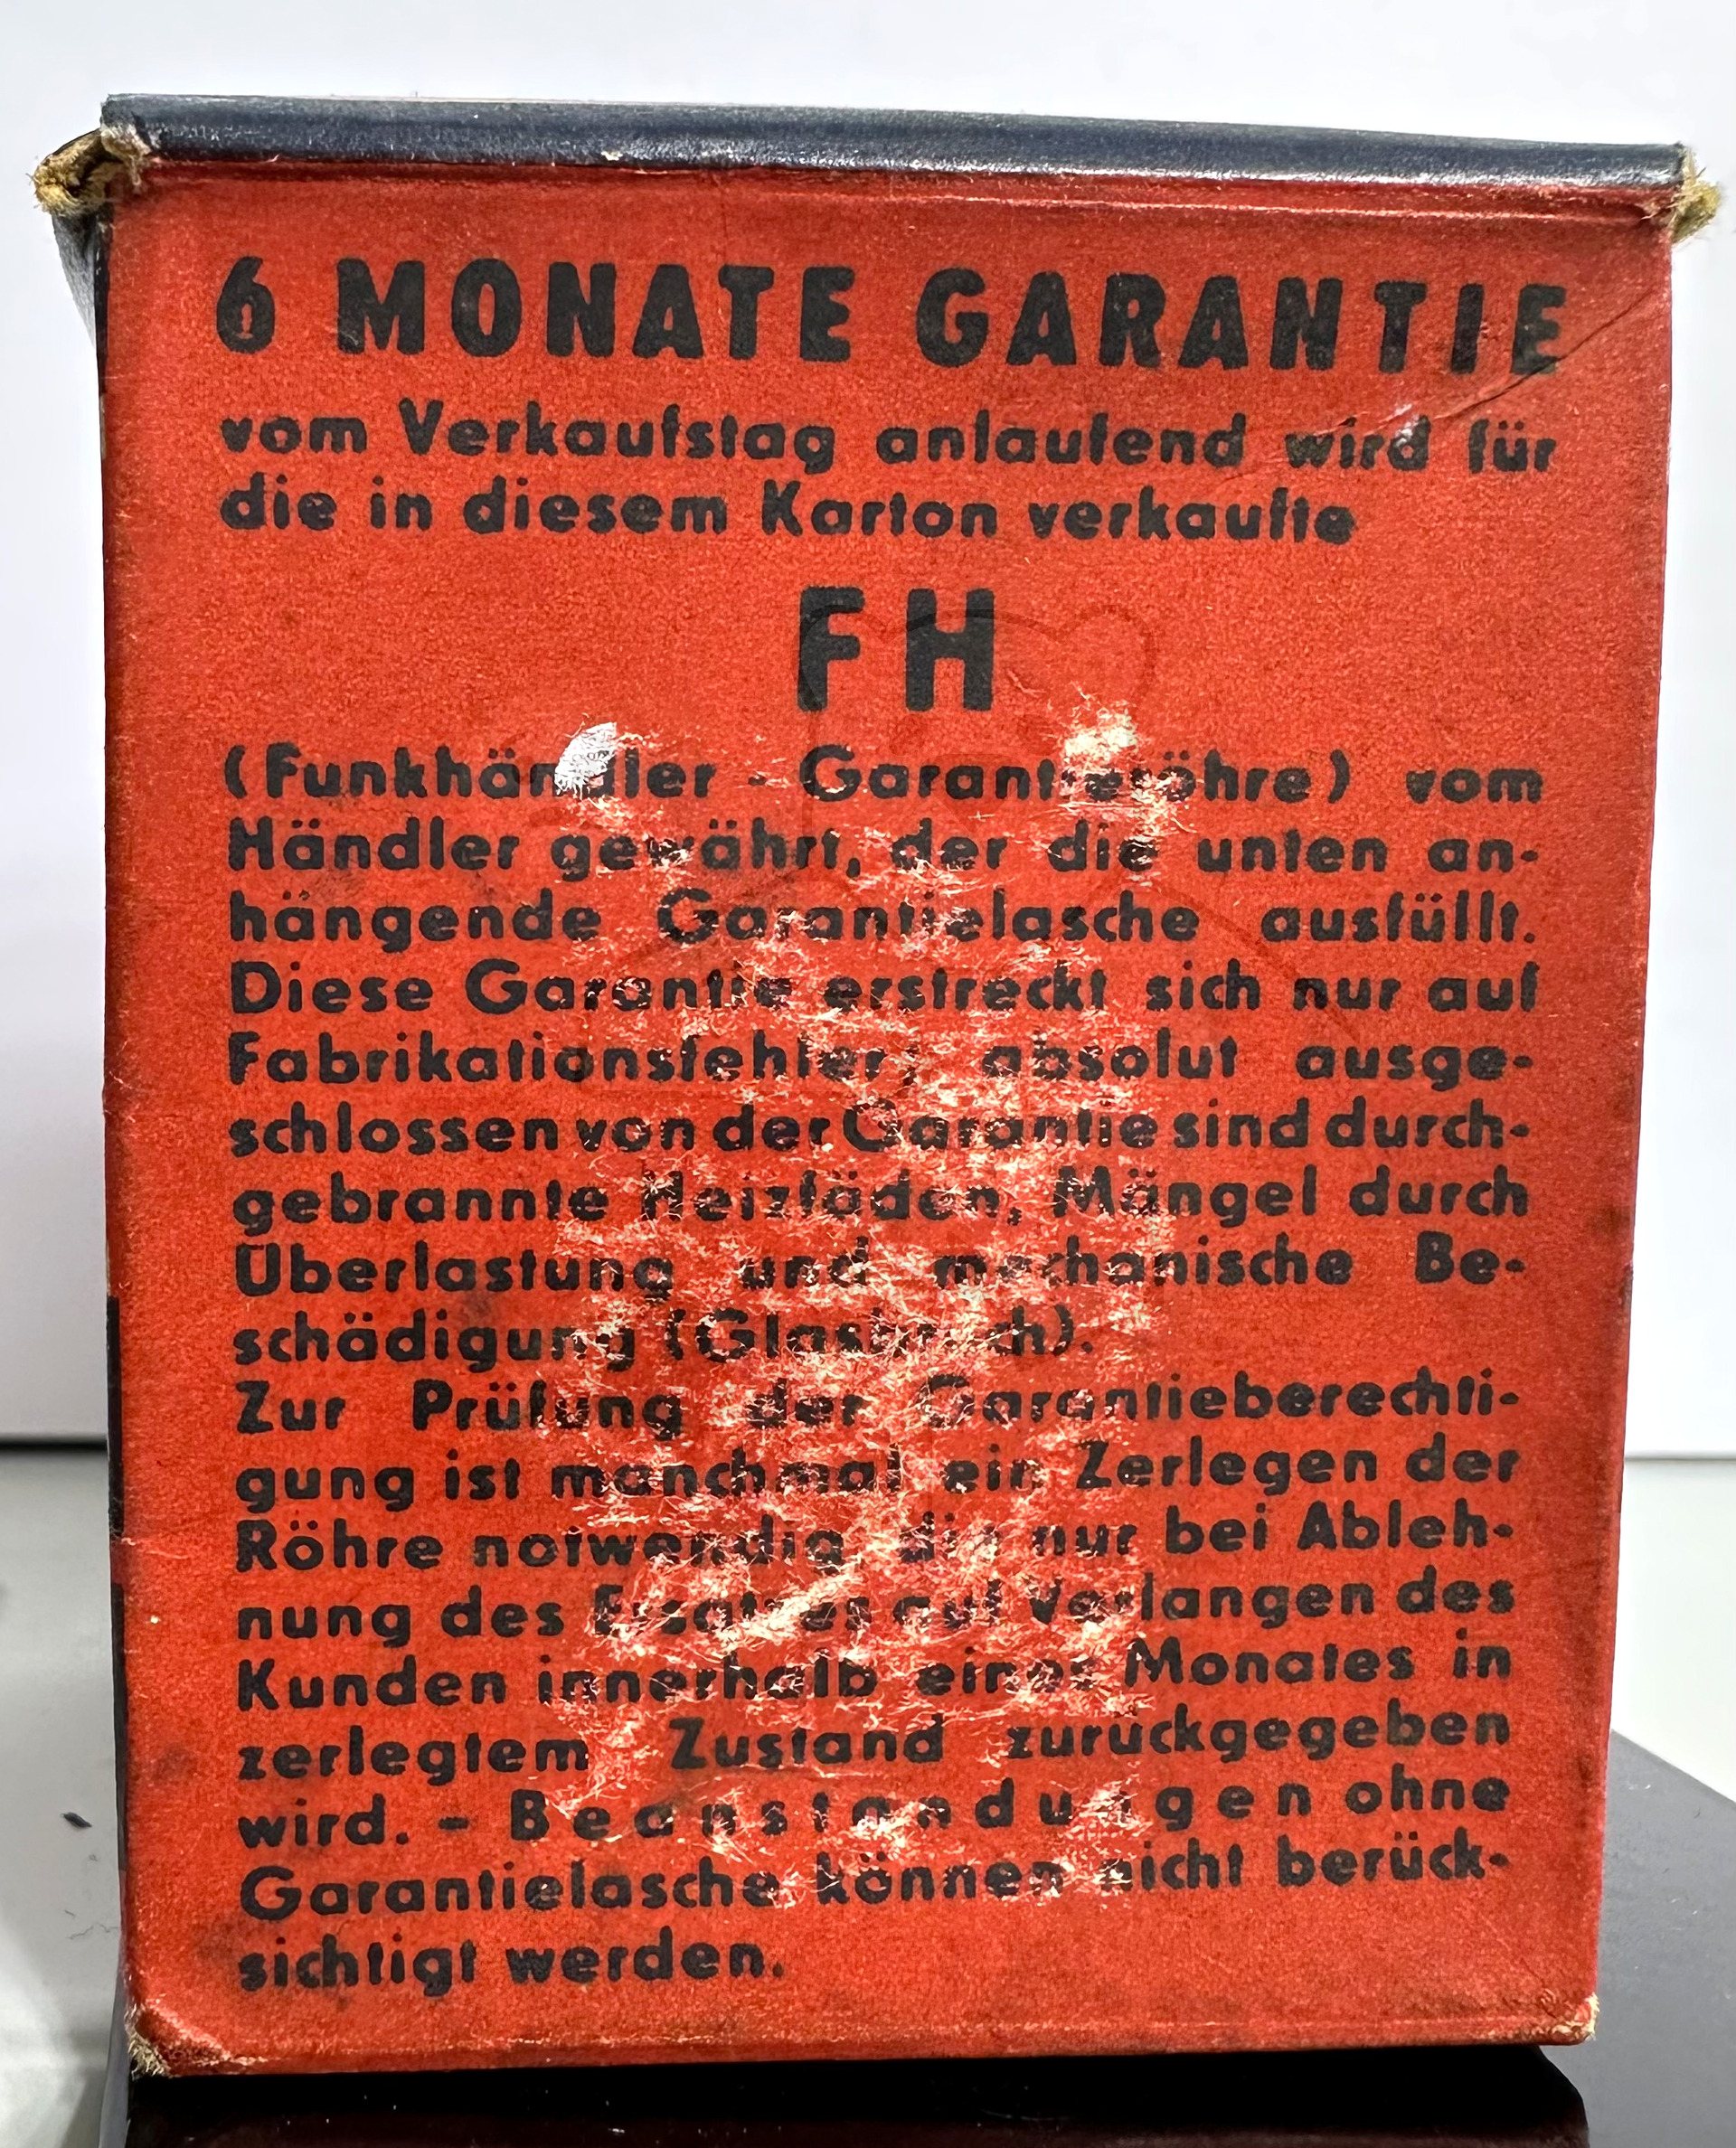 6 MONATE GARANTIE
vom Verkaufstag anlaufend wird für
die in diesem Karton verkaufte
FH
(Funkhändler - Garantieröhre) vom
Händler gewährt, der die unten an-
hängende Garantielasche ausfüllt.
Diese Garantie erstreckt sich nur auf
Fabrikationsfehler, absolut ausge-
schlossen von der Garantie sind durch-
gebrannte Heizfäden, Mängel durch
Überlastung und mechanische Be-
schädigung (Glasbruch).
Zur Prüfung der Garantieberechti-
gung ist manchmal ein Zerlegen der
Röhre notwendig, die nur bei Ableh-
nung des Ersatzes auf Verlangen des
Kunden innerhalb eines Monates in
zerlegtem Zustand zurückgegeben
wird. - Beanstandungen ohne
Garantielasche können nicht berück-
sichtigt werden.